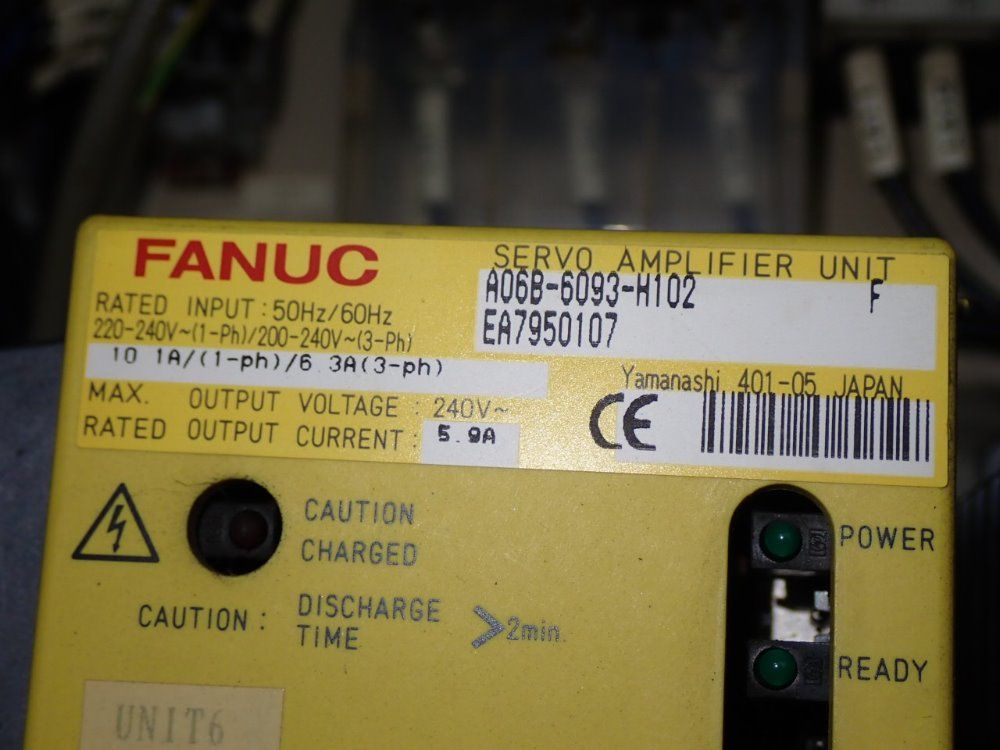 FANUC
SERVO AMPLIFIER UNIT
A06B-6093-H102 F
EA7950107
RATED INPUT : 50Hz/60Hz
220-240V~(1-Ph)/200-240V~(3-Ph)
10 1A/(1-ph)/6 3A(3-ph)
Yamanashi 401-05 JAPAN
MAX. OUTPUT VOLTAGE : 240V~
RATED OUTPUT CURRENT : 5.9A
CE
CAUTION
CHARGED
POWER
CAUTION : DISCHARGE
TIME >2min.
READY
UNIT6